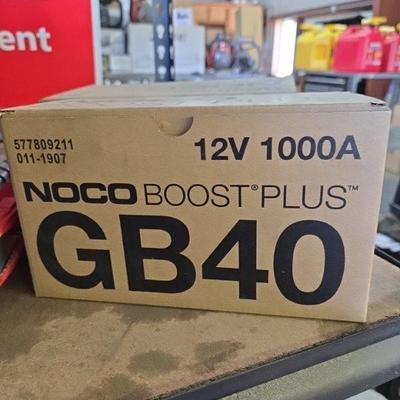 ent
577809211
011-1907
12V 1000A
NOCO BOOST® PLUS™
GB40